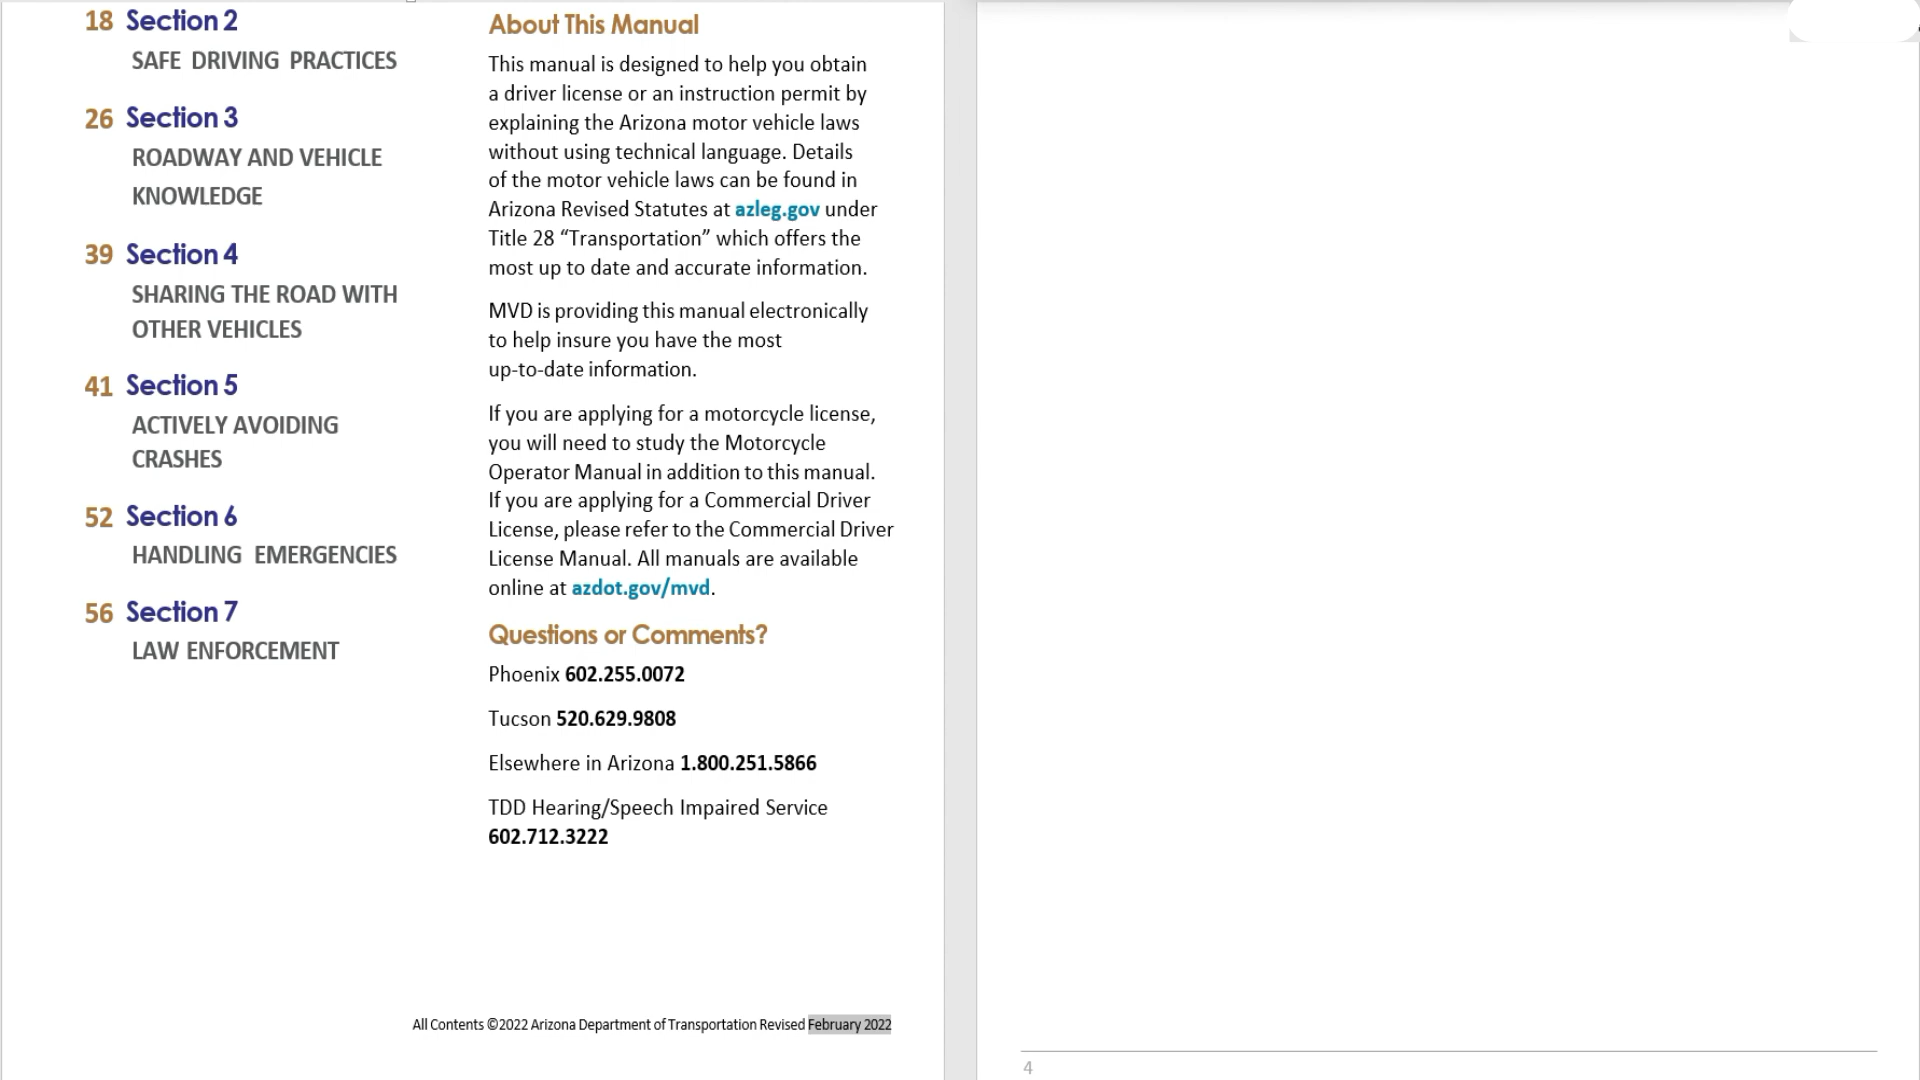 18 Section 2
SAFE DRIVING PRACTICES
26 Section 3
ROADWAY AND VEHICLE
KNOWLEDGE
39 Section 4
SHARING THE ROAD WITH
OTHER VEHICLES
41 Section 5
ACTIVELY AVOIDING
CRASHES
52 Section 6
HANDLING EMERGENCIES
56 Section 7
LAW ENFORCEMENT
About This Manual
This manual is designed to help you obtain
a driver license or an instruction permit by
explaining the Arizona motor vehicle laws
without using technical language. Details
of the motor vehicle laws can be found in
Arizona Revised Statutes at azleg.gov under
Title 28 “Transportation” which offers the
most up to date and accurate information.
MVD is providing this manual electronically
to help insure you have the most
up-to-date information.
If you are applying for a motorcycle license,
you will need to study the Motorcycle
Operator Manual in addition to this manual.
If you are applying for a Commercial Driver
License, please refer to the Commercial Driver
License Manual. All manuals are available
online at azdot.gov/mvd.
Questions or Comments?
Phoenix 602.255.0072
Tucson 520.629.9808
Elsewhere in Arizona 1.800.251.5866
TDD Hearing/Speech Impaired Service
602.712.3222
All Contents ©2022 Arizona Department of Transportation Revised February 2022
4